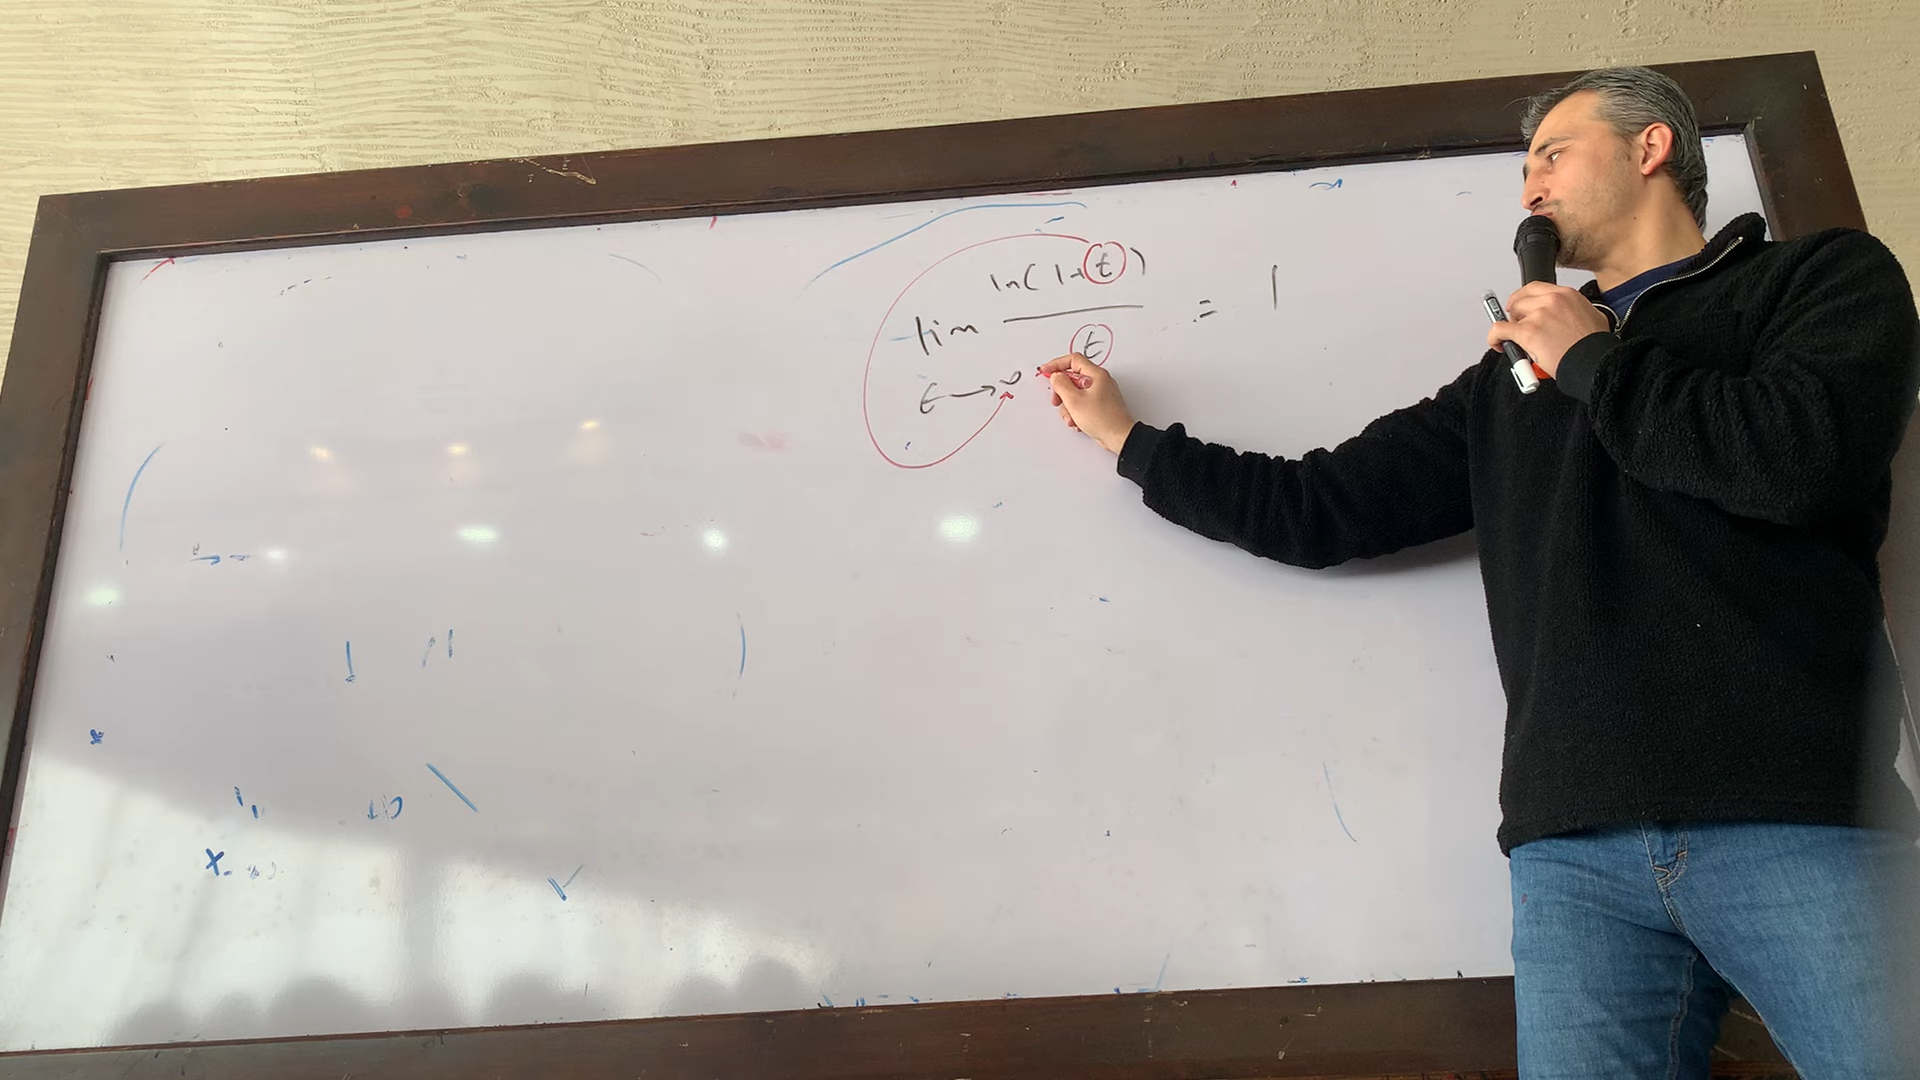 lim ln(1+t) / t = 1
t → 0